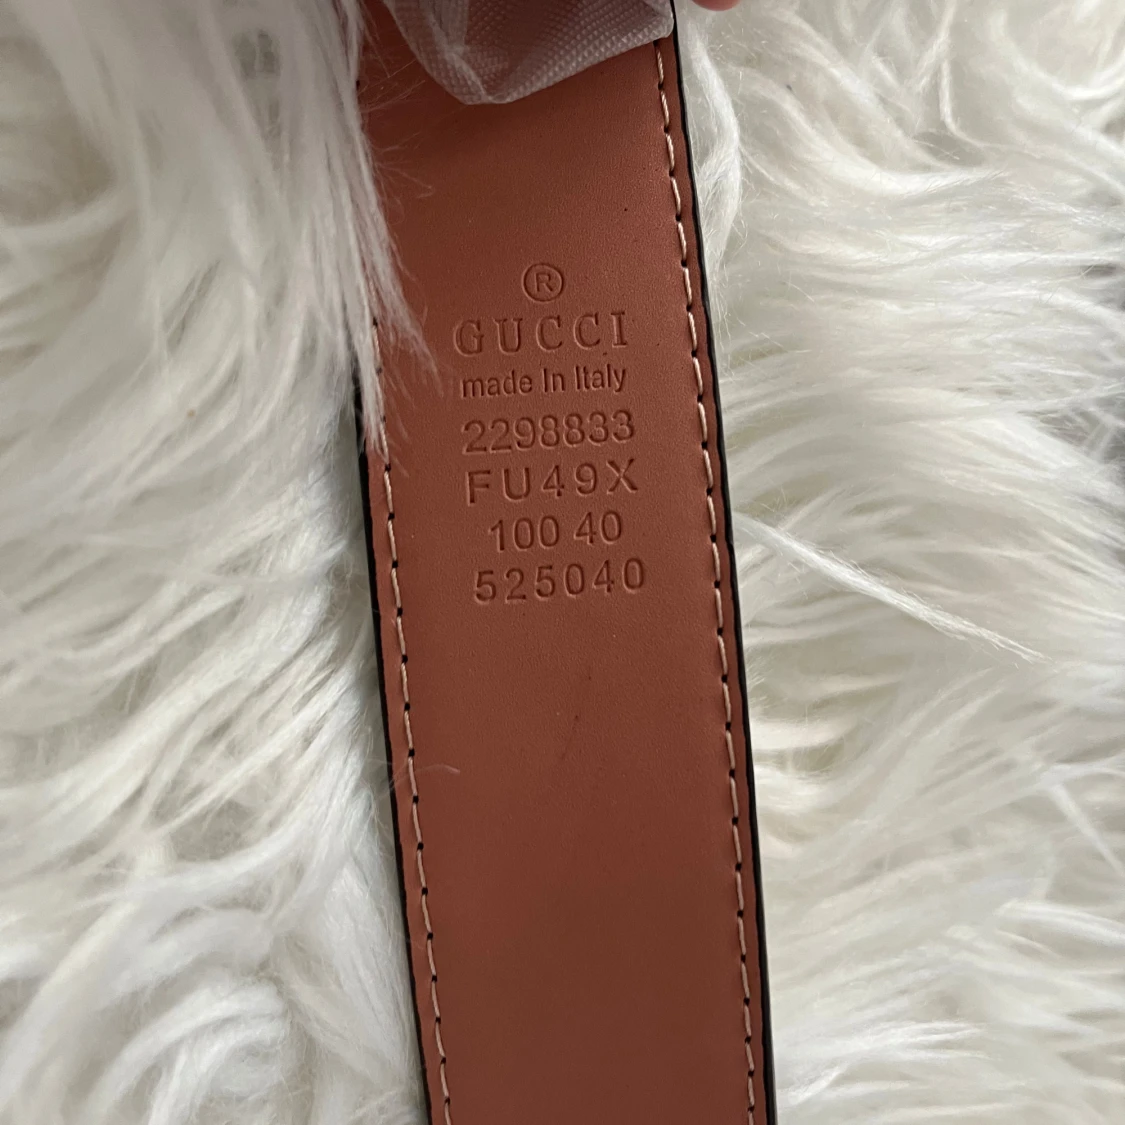 ®
GUCCI
made In Italy
2298833
FU49X
100 40
525040